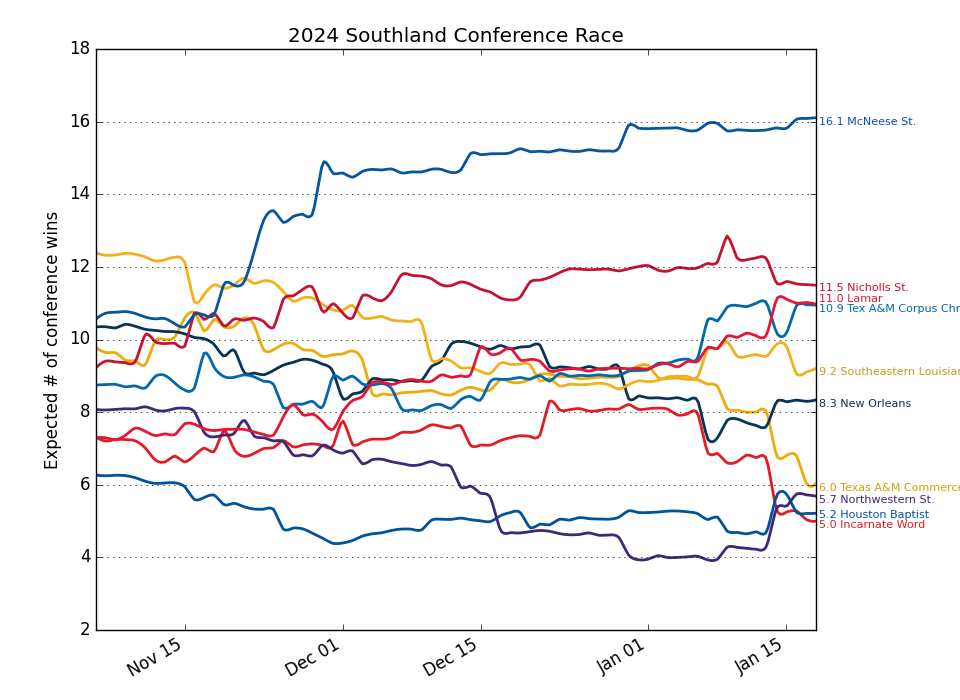 2024 Southland Conference Race
Expected # of conference wins
18
16
14
12
10
8
6
4
2
Nov 15
Dec 01
Dec 15
Jan 01
Jan 15
16.1 McNeese St.
11.5 Nicholls St.
11.0 Lamar
10.9 Tex A&M Corpus Chr
9.2 Southeastern Louisian
8.3 New Orleans
6.0 Texas A&M Commerce
5.7 Northwestern St.
5.2 Houston Baptist
5.0 Incarnate Word